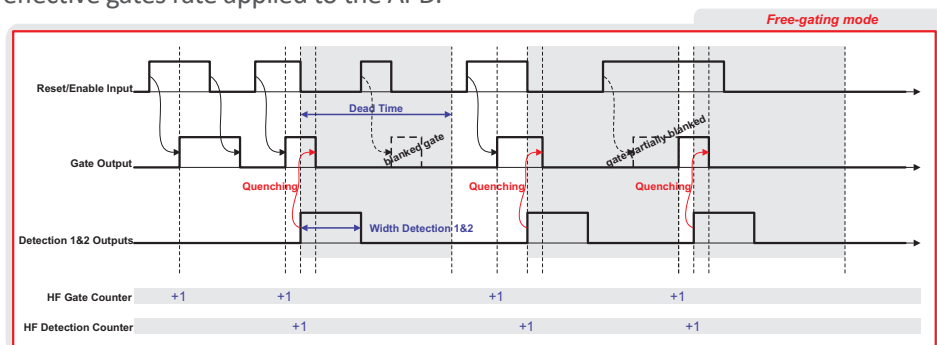 effective gates rate applied to the APD.
Free-gating mode
Reset/Enable Input
Dead Time
Gate Output
blanked gate
gate partially blanked
Quenching
Quenching
Quenching
Detection 1&2 Outputs
Width Detection 1&2
HF Gate Counter +1 +1 +1 +1
HF Detection Counter +1 +1 +1